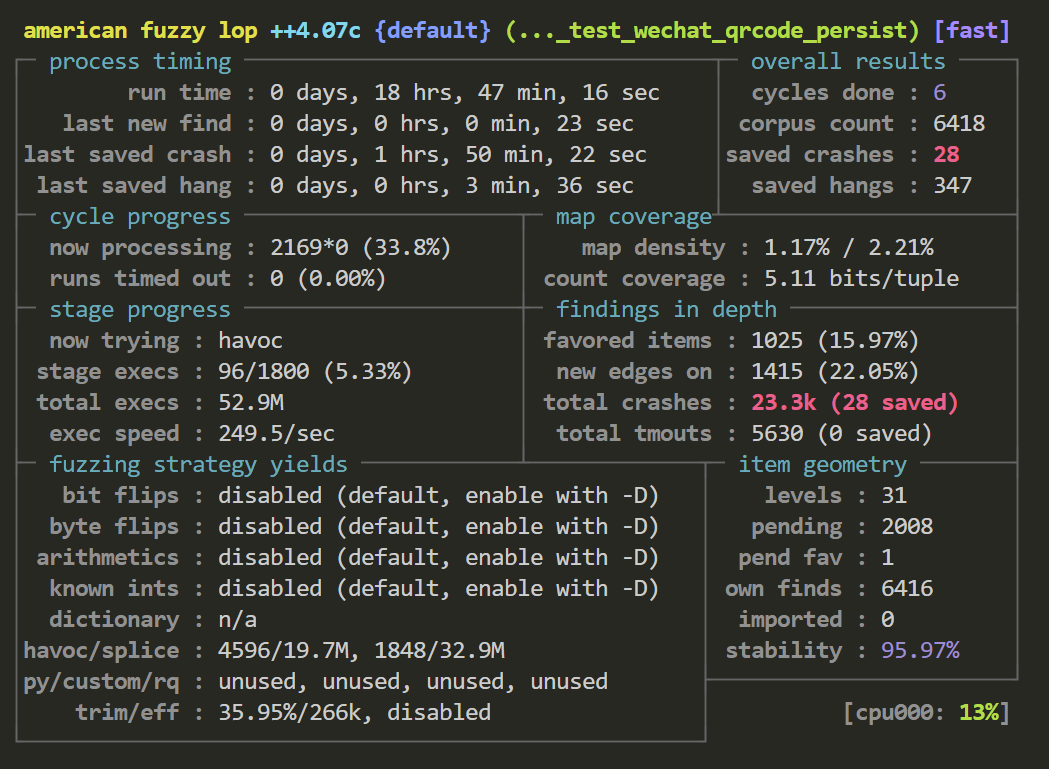 american fuzzy lop ++4.07c {default} (..._test_wechat_qrcode_persist) [fast]
process timing overall results
run time : 0 days, 18 hrs, 47 min, 16 sec cycles done : 6
last new find : 0 days, 0 hrs, 0 min, 23 sec corpus count : 6418
last saved crash : 0 days, 1 hrs, 50 min, 22 sec saved crashes : 28
last saved hang : 0 days, 0 hrs, 3 min, 36 sec saved hangs : 347
cycle progress map coverage
now processing : 2169*0 (33.8%) map density : 1.17% / 2.21%
runs timed out : 0 (0.00%) count coverage : 5.11 bits/tuple
stage progress findings in depth
now trying : havoc favored items : 1025 (15.97%)
stage execs : 96/1800 (5.33%) new edges on : 1415 (22.05%)
total execs : 52.9M total crashes : 23.3k (28 saved)
exec speed : 249.5/sec total tmouts : 5630 (0 saved)
fuzzing strategy yields item geometry
bit flips : disabled (default, enable with -D) levels : 31
byte flips : disabled (default, enable with -D) pending : 2008
arithmetics : disabled (default, enable with -D) pend fav : 1
known ints : disabled (default, enable with -D) own finds : 6416
dictionary : n/a imported : 0
havoc/splice : 4596/19.7M, 1848/32.9M stability : 95.97%
py/custom/rq : unused, unused, unused, unused
trim/eff : 35.95%/266k, disabled [cpu000: 13%]